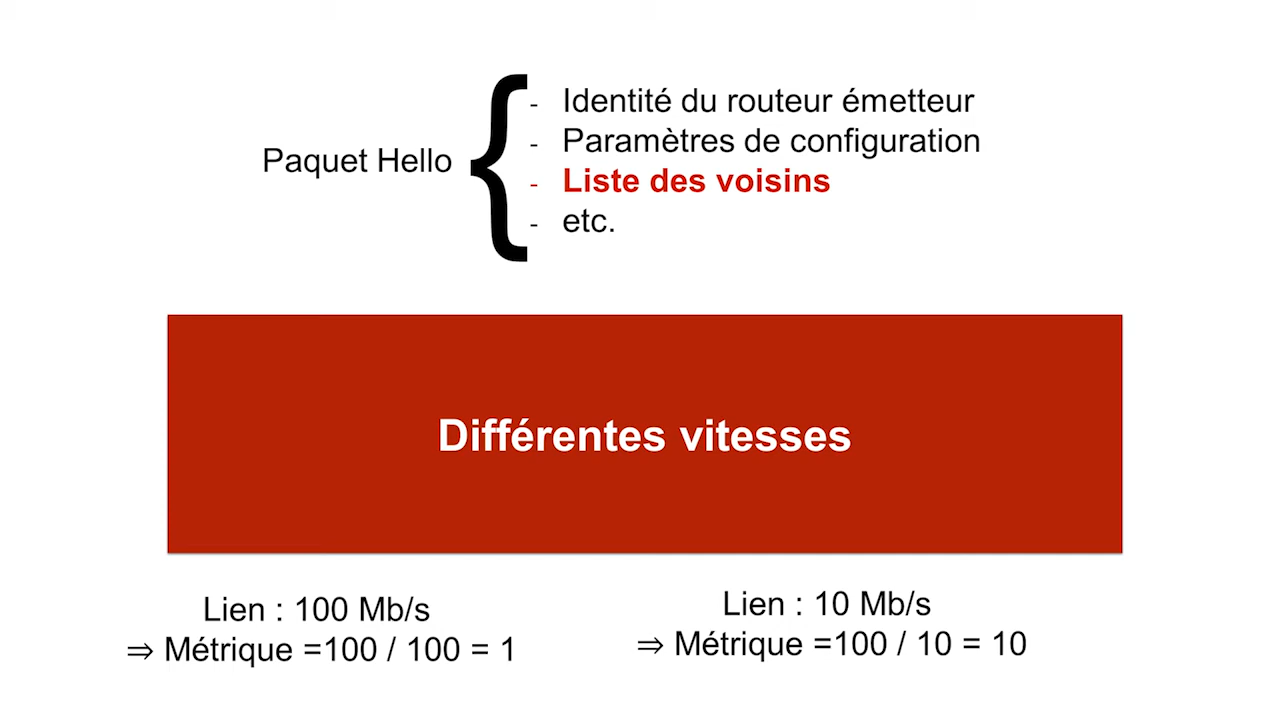 Paquet Hello
- Identité du routeur émetteur
- Paramètres de configuration
- Liste des voisins
- etc.
Différentes vitesses
Lien : 100 Mb/s
⇒ Métrique =100 / 100 = 1
Lien : 10 Mb/s
⇒ Métrique =100 / 10 = 10